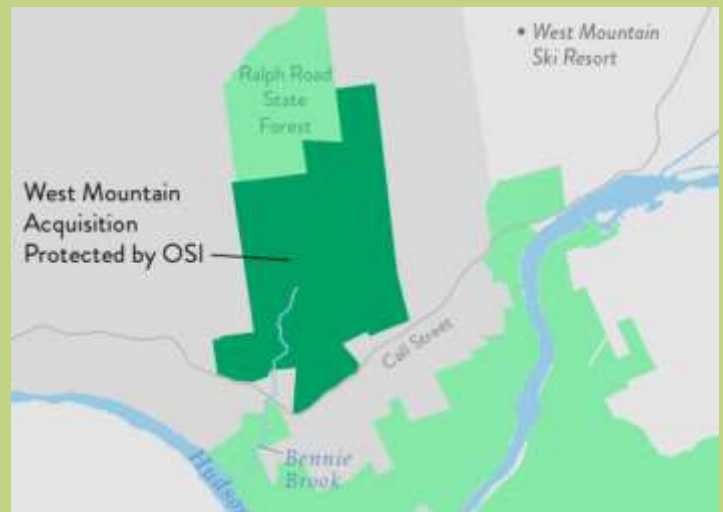 West Mountain
Ski Resort
Ralph Road
State
Forest
West Mountain
Acquisition
Protected by OSI
Call Street
Bennie
Brook
Hudson